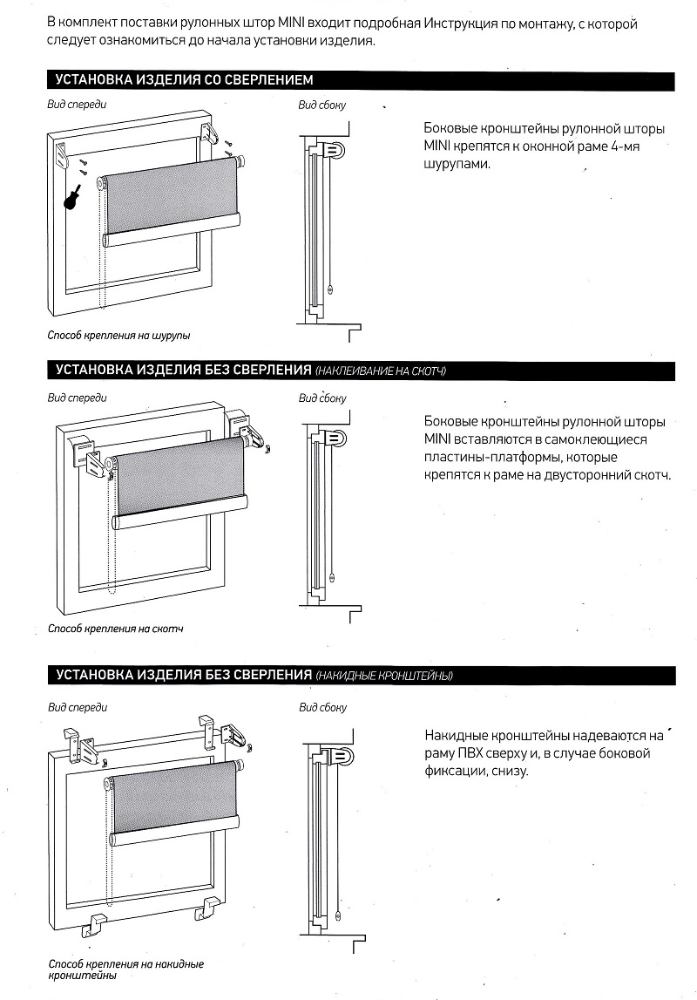 В комплект поставки рулонных штор MINI входит подробная Инструкция по монтажу, с которой
следует ознакомиться до начала установки изделия.
УСТАНОВКА ИЗДЕЛИЯ СО СВЕРЛЕНИЕМ
Вид спереди
Вид сбоку
Боковые кронштейны рулонной шторы
MINI крепятся к оконной раме 4-мя
шурупами.
Способ крепления на шурупы
УСТАНОВКА ИЗДЕЛИЯ БЕЗ СВЕРЛЕНИЯ (НАКЛЕИВАНИЕ НА СКОТЧ)
Вид спереди
Вид сбоку
Боковые кронштейны рулонной шторы
MINI вставляются в самоклеющиеся
пластины-платформы, которые
крепятся к раме на двусторонний скотч.
Способ крепления на скотч
УСТАНОВКА ИЗДЕЛИЯ БЕЗ СВЕРЛЕНИЯ (НАКИДНЫЕ КРОНШТЕЙНЫ)
Вид спереди
Вид сбоку
Накидные кронштейны надеваются на
раму ПВХ сверху и, в случае боковой
фиксации, снизу.
Способ крепления на накидные
кронштейны